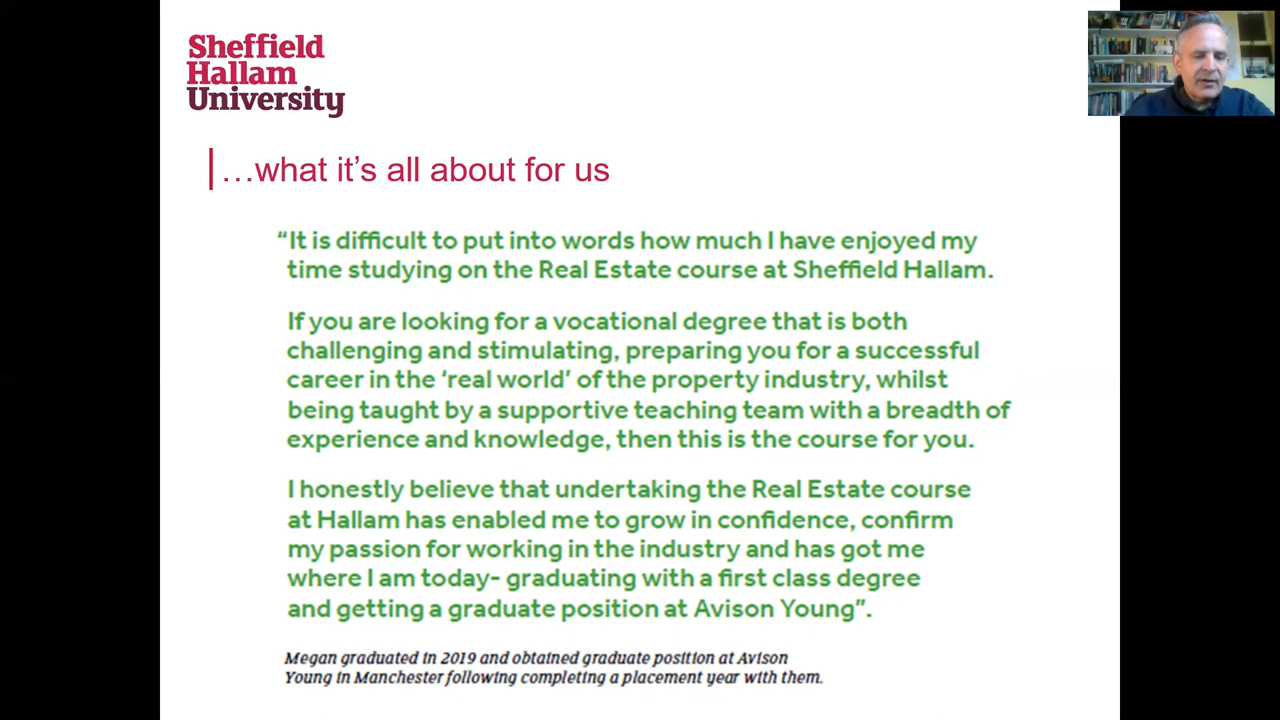 Sheffield
Hallam
University
…what it's all about for us
“It is difficult to put into words how much I have enjoyed my
time studying on the Real Estate course at Sheffield Hallam.
If you are looking for a vocational degree that is both
challenging and stimulating, preparing you for a successful
career in the ‘real world’ of the property industry, whilst
being taught by a supportive teaching team with a breadth of
experience and knowledge, then this is the course for you.
I honestly believe that undertaking the Real Estate course
at Hallam has enabled me to grow in confidence, confirm
my passion for working in the industry and has got me
where I am today- graduating with a first class degree
and getting a graduate position at Avison Young”.
Megan graduated in 2019 and obtained graduate position at Avison
Young in Manchester following completing a placement year with them.